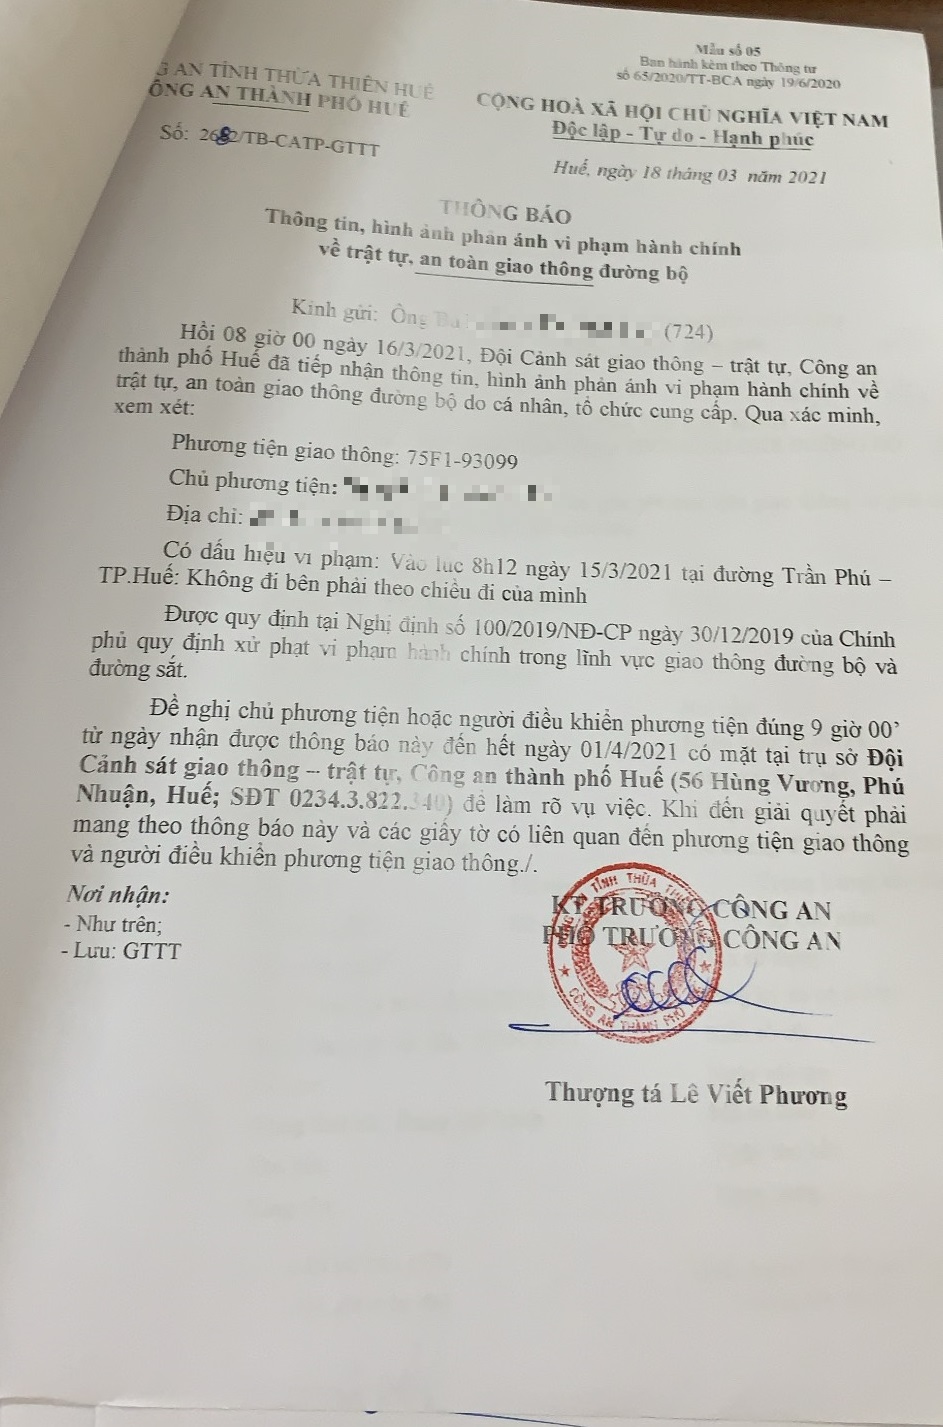 Mẫu số 05
Ban hành kèm theo Thông tư
số 65/2020/TT-BCA ngày 19/6/2020
G AN TỈNH THỪA THIÊN HUẾ
ÔNG AN THÀNH PHỐ HUẾ
CỘNG HOÀ XÃ HỘI CHỦ NGHĨA VIỆT NAM
Độc lập - Tự do - Hạnh phúc
Số: 2682/TB-CATP-GTTT
Huế, ngày 18 tháng 03 năm 2021
THÔNG BÁO
Thông tin, hình ảnh phản ánh vi phạm hành chính
về trật tự, an toàn giao thông đường bộ
Kính gửi: Ông (724)
Hồi 08 giờ 00 ngày 16/3/2021, Đội Cảnh sát giao thông – trật tự, Công an
thành phố Huế đã tiếp nhận thông tin, hình ảnh phản ánh vi phạm hành chính về
trật tự, an toàn giao thông đường bộ do cá nhân, tổ chức cung cấp. Qua xác minh,
xem xét:
Phương tiện giao thông: 75F1-93099
Chủ phương tiện:
Địa chỉ:
Có dấu hiệu vi phạm: Vào lúc 8h12 ngày 15/3/2021 tại đường Trần Phú –
TP.Huế: Không đi bên phải theo chiều đi của mình
Được quy định tại Nghị định số 100/2019/NĐ-CP ngày 30/12/2019 của Chính
phủ quy định xử phạt vi phạm hành chính trong lĩnh vực giao thông đường bộ và
đường sắt.
Đề nghị chủ phương tiện hoặc người điều khiển phương tiện đúng 9 giờ 00’
từ ngày nhận được thông báo này đến hết ngày 01/4/2021 có mặt tại trụ sở Đội
Cảnh sát giao thông – trật tự, Công an thành phố Huế (56 Hùng Vương, Phú
Nhuận, Huế; SĐT 0234.3.822.340) để làm rõ vụ việc. Khi đến giải quyết phải
mang theo thông báo này và các giấy tờ có liên quan đến phương tiện giao thông
và người điều khiển phương tiện giao thông./.
Nơi nhận:
- Như trên;
- Lưu: GTTT
KT.TRƯỞNG CÔNG AN
PHÓ TRƯỞNG CÔNG AN
CÔNG AN TỈNH THỪA THIÊN HUẾ
CÔNG AN THÀNH PHỐ
Thượng tá Lê Viết Phương